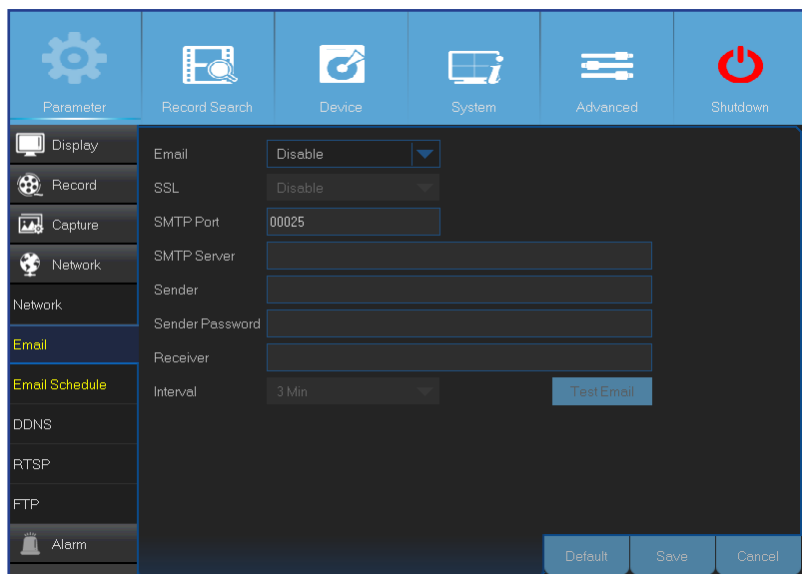 Parameter
Record Search
Device
System
Advanced
Shutdown
Display
Record
Capture
Network
Network
Email
Email Schedule
DDNS
RTSP
FTP
Alarm
Email Disable
SSL Disable
SMTP Port 00025
SMTP Server
Sender
Sender Password
Receiver
Interval 3 Min Test Email
Default Save Cancel